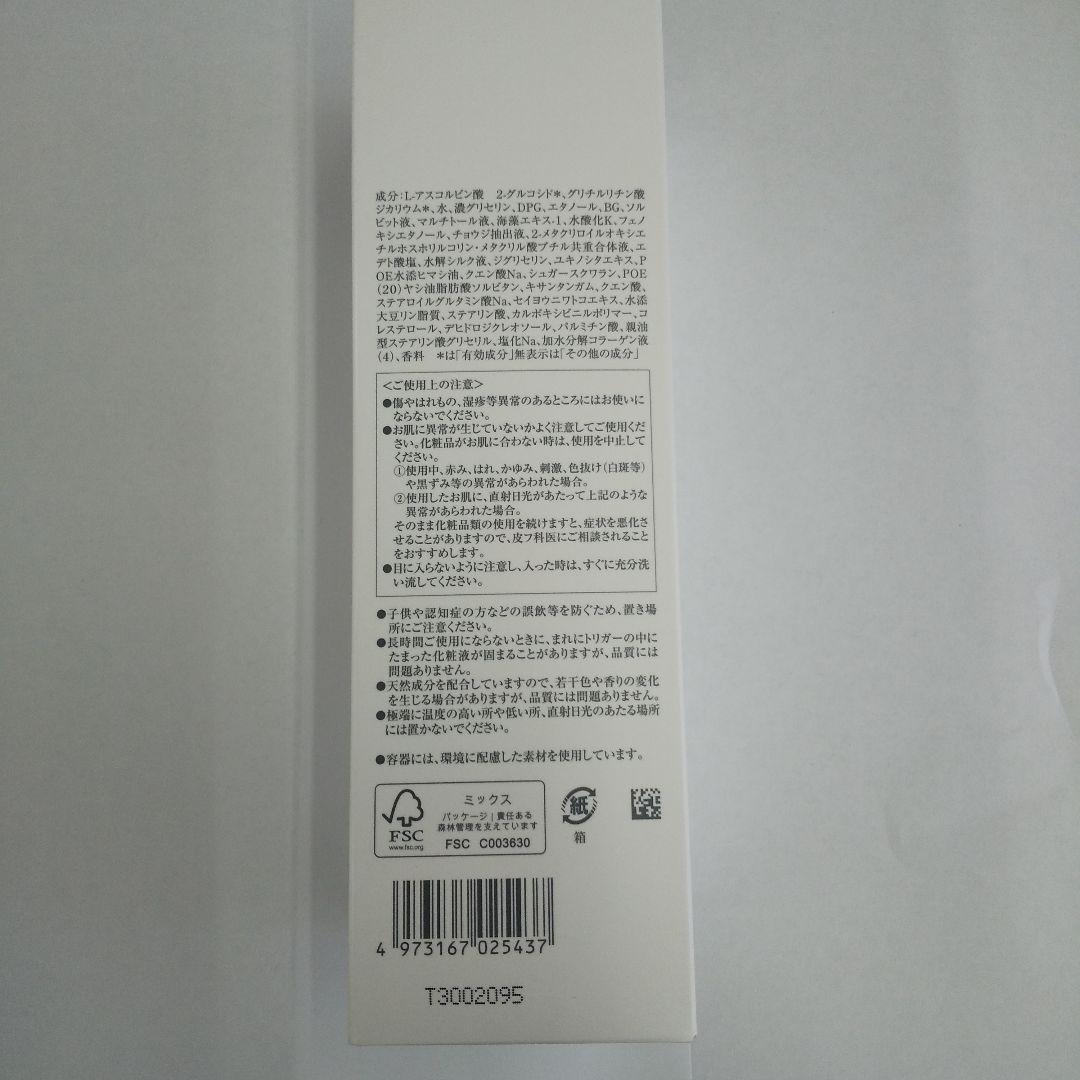 成分：L-アスコルビン酸　2-グルコシド＊、グリチルリチン酸
ジカリウム＊、水、濃グリセリン、DPG、エタノール、BG、ソル
ビット液、マルチトール液、海藻エキス-1、水酸化K、フェノ
キシエタノール、チョウジ抽出液、2-メタクリロイルオキシエ
チルホスホリルコリン・メタクリル酸ブチル共重合体液、エ
デト酸塩、水解シルク液、ジグリセリン、ユキノシタエキス、P
OE水添ヒマシ油、クエン酸Na、シュガースクワラン、POE
（20）ヤシ油脂肪酸ソルビタン、キサンタンガム、クエン酸、
ステアロイルグルタミン酸Na、セイヨウニワトコエキス、水添
大豆リン脂質、ステアリン酸、カルボキシビニルポリマー、コ
レステロール、デヒドロジクレオソール、パルミチン酸、親油
型ステアリン酸グリセリル、塩化Na、加水分解コラーゲン液
（4）、香料　＊は「有効成分」無表示は「その他の成分」
＜ご使用上の注意＞
●傷やはれもの、湿疹等異常のあるところにはお使いに
ならないでください。
●お肌に異常が生じていないかよく注意してご使用くだ
さい。化粧品がお肌に合わない時は、使用を中止して
ください。
①使用中、赤み、はれ、かゆみ、刺激、色抜け（白斑等）
や黒ずみ等の異常があらわれた場合。
②使用したお肌に、直射日光があたって上記のような
異常があらわれた場合。
そのまま化粧品類の使用を続けますと、症状を悪化さ
せることがありますので、皮フ科医にご相談されること
をおすすめします。
●目に入らないように注意し、入った時は、すぐに充分洗
い流してください。
●子供や認知症の方などの誤飲等を防ぐため、置き場
所にご注意ください。
●長時間ご使用にならないときに、まれにトリガーの中に
たまった化粧液が固まることがありますが、品質には
問題ありません。
●天然成分を配合していますので、若干色や香りの変化
を生じる場合がありますが、品質には問題ありません。
●極端に温度の高い所や低い所、直射日光のあたる場所
には置かないでください。
●容器には、環境に配慮した素材を使用しています。
FSC
www.fsc.org
ミックス
パッケージ｜責任ある
森林管理を支えています
FSC C003630
紙
箱
4 973167 025437
T3002095